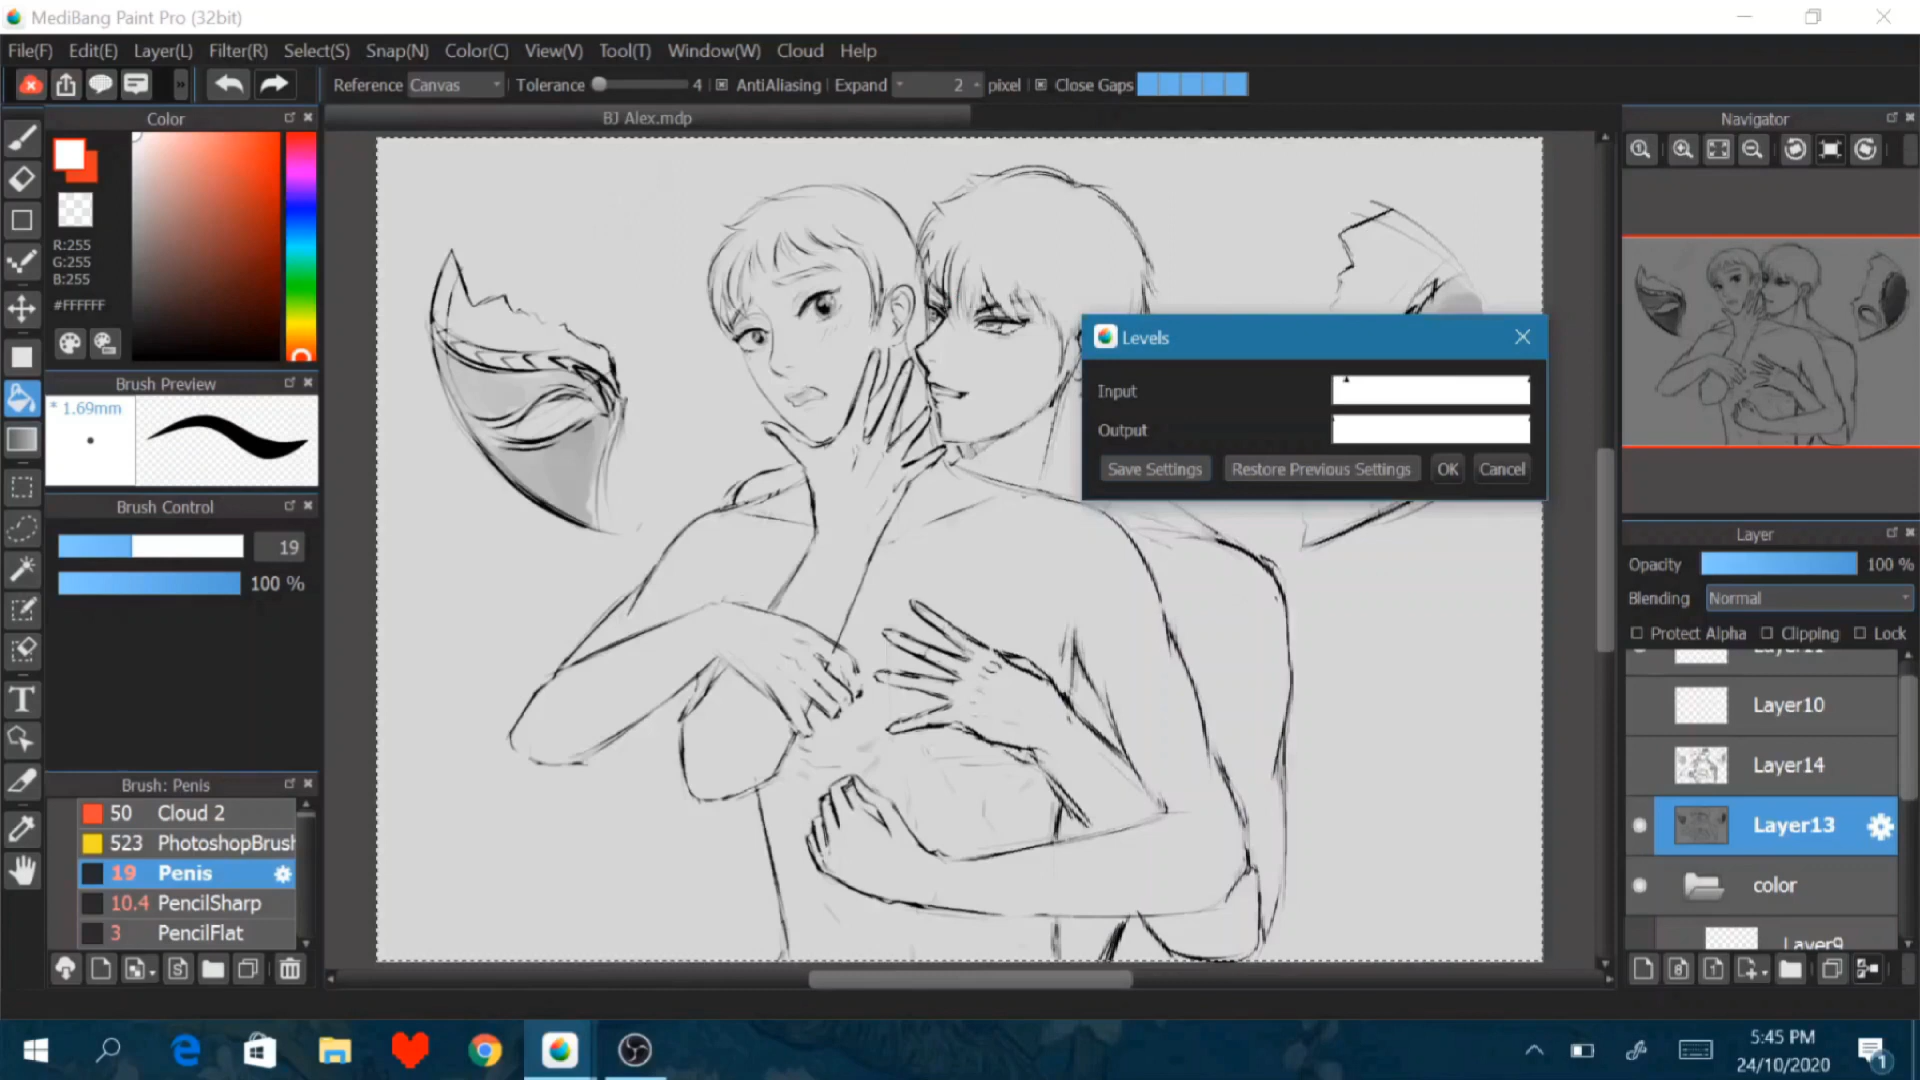 MediBang Paint Pro (32bit)
File(F) Edit(E) Layer(L) Filter(R) Select(S) Snap(N) Color(C) View(V) Tool(T) Window(W) Cloud Help
Reference Canvas Tolerance 4 AntiAliasing Expand 2 pixel Close Gaps
Color
BJ Alex.mdp
Navigator
R:255
G:255
B:255
#FFFFFF
Brush Preview
* 1.69mm
Brush Control
19
100 %
Levels
Input
Output
Save Settings Restore Previous Settings OK Cancel
Layer
Opacity 100 %
Blending Normal
Protect Alpha Clipping Lock
Layer11
Layer10
Layer14
Layer13
color
Layer9
Brush: Penis
50 Cloud 2
523 PhotoshopBrush
19 Penis
10.4 PencilSharp
3 PencilFlat
5:45 PM
24/10/2020
1